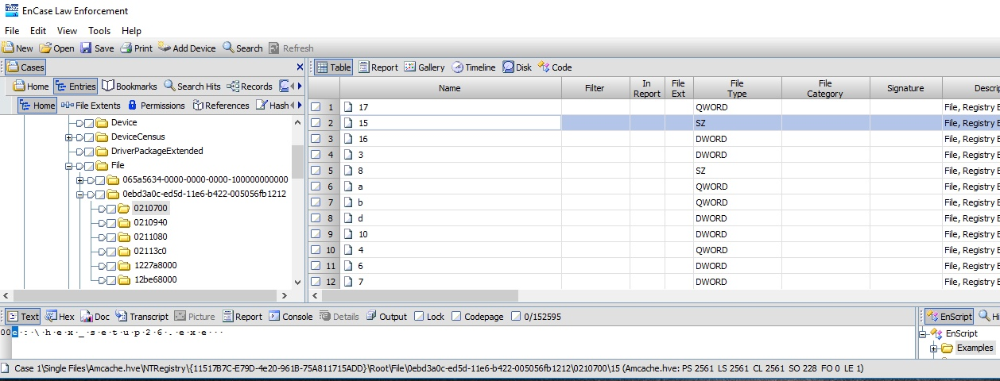 EnCase Law Enforcement
File Edit View Tools Help
New Open Save Print Add Device Search Refresh
Cases
Home Entries Bookmarks Search Hits Records
Home File Extents Permissions References Hash
Device
DeviceCensus
DriverPackageExtended
File
065a5634-0000-0000-0000-100000000000
0ebd3a0c-ed5d-11e6-b422-005056fb1212
0210700
0210940
0211080
02113c0
1227a8000
12be68000
Table Report Gallery Timeline Disk Code
Name Filter In Report File Ext File Type File Category Signature Descrip
1 17 QWORD File, Registry E
2 15 SZ File, Registry E
3 16 DWORD File, Registry E
4 3 DWORD File, Registry E
5 8 SZ File, Registry E
6 a QWORD File, Registry E
7 b QWORD File, Registry E
8 d DWORD File, Registry E
9 10 DWORD File, Registry E
10 4 QWORD File, Registry E
11 6 DWORD File, Registry E
12 7 DWORD File, Registry E
Text Hex Doc Transcript Picture Report Console Details Output Lock Codepage 0/152595
00e·:·\·h·e·x·_·s·e·t·u·p·2·6·.·e·x·e···
EnScript Hi
EnScript
Examples
Case 1\Single Files\Amcache.hve\NTRegistry\{11517B7C-E79D-4e20-961B-75A811715ADD}\Root\File\0ebd3a0c-ed5d-11e6-b422-005056fb1212\0210700\15 (Amcache.hve: PS 2561 LS 2561 CL 2561 SO 228 FO 0 LE 1)